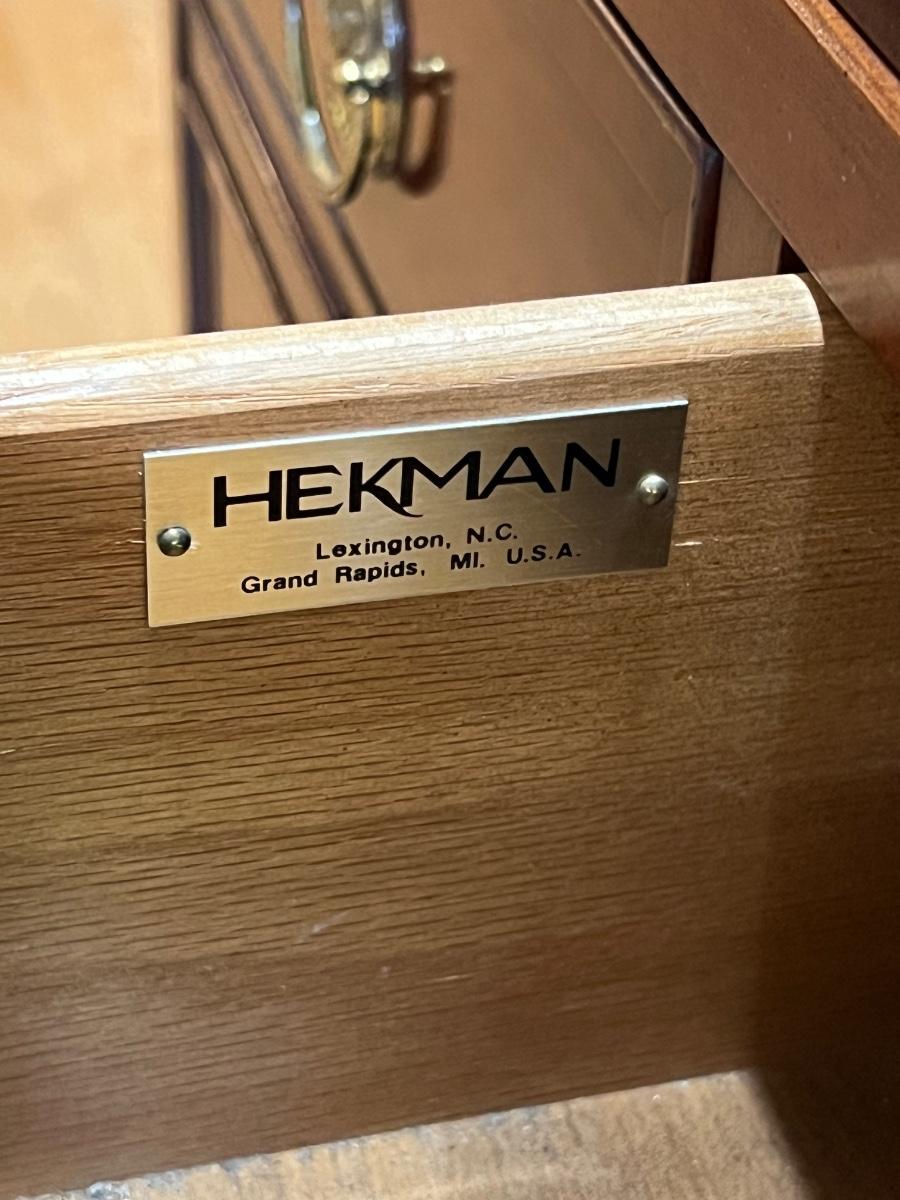 HEKMAN
Lexington, N.C.
Grand Rapids, MI. U.S.A.